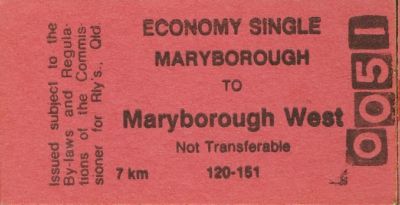 Issued subject to the
By-laws and Regula-
tions of the Commis-
sioner for Rly's., Qld.
ECONOMY SINGLE
MARYBOROUGH
TO
Maryborough West
Not Transferable
7 km 120-151
0051